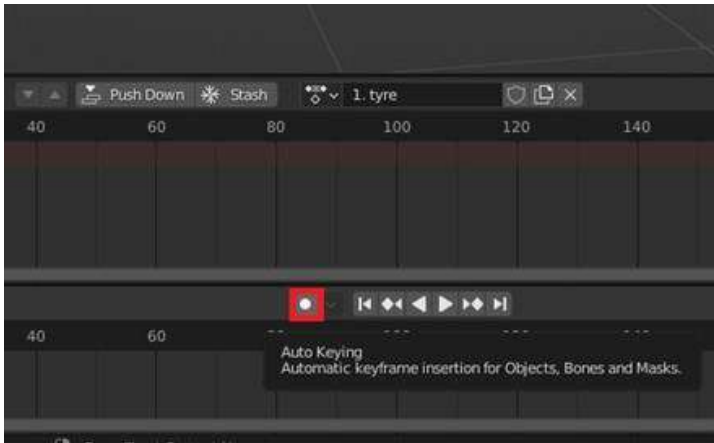 Push Down Stash 1. tyre
40 60 80 100 120 140
40 60
Auto Keying
Automatic keyframe insertion for Objects, Bones and Masks.